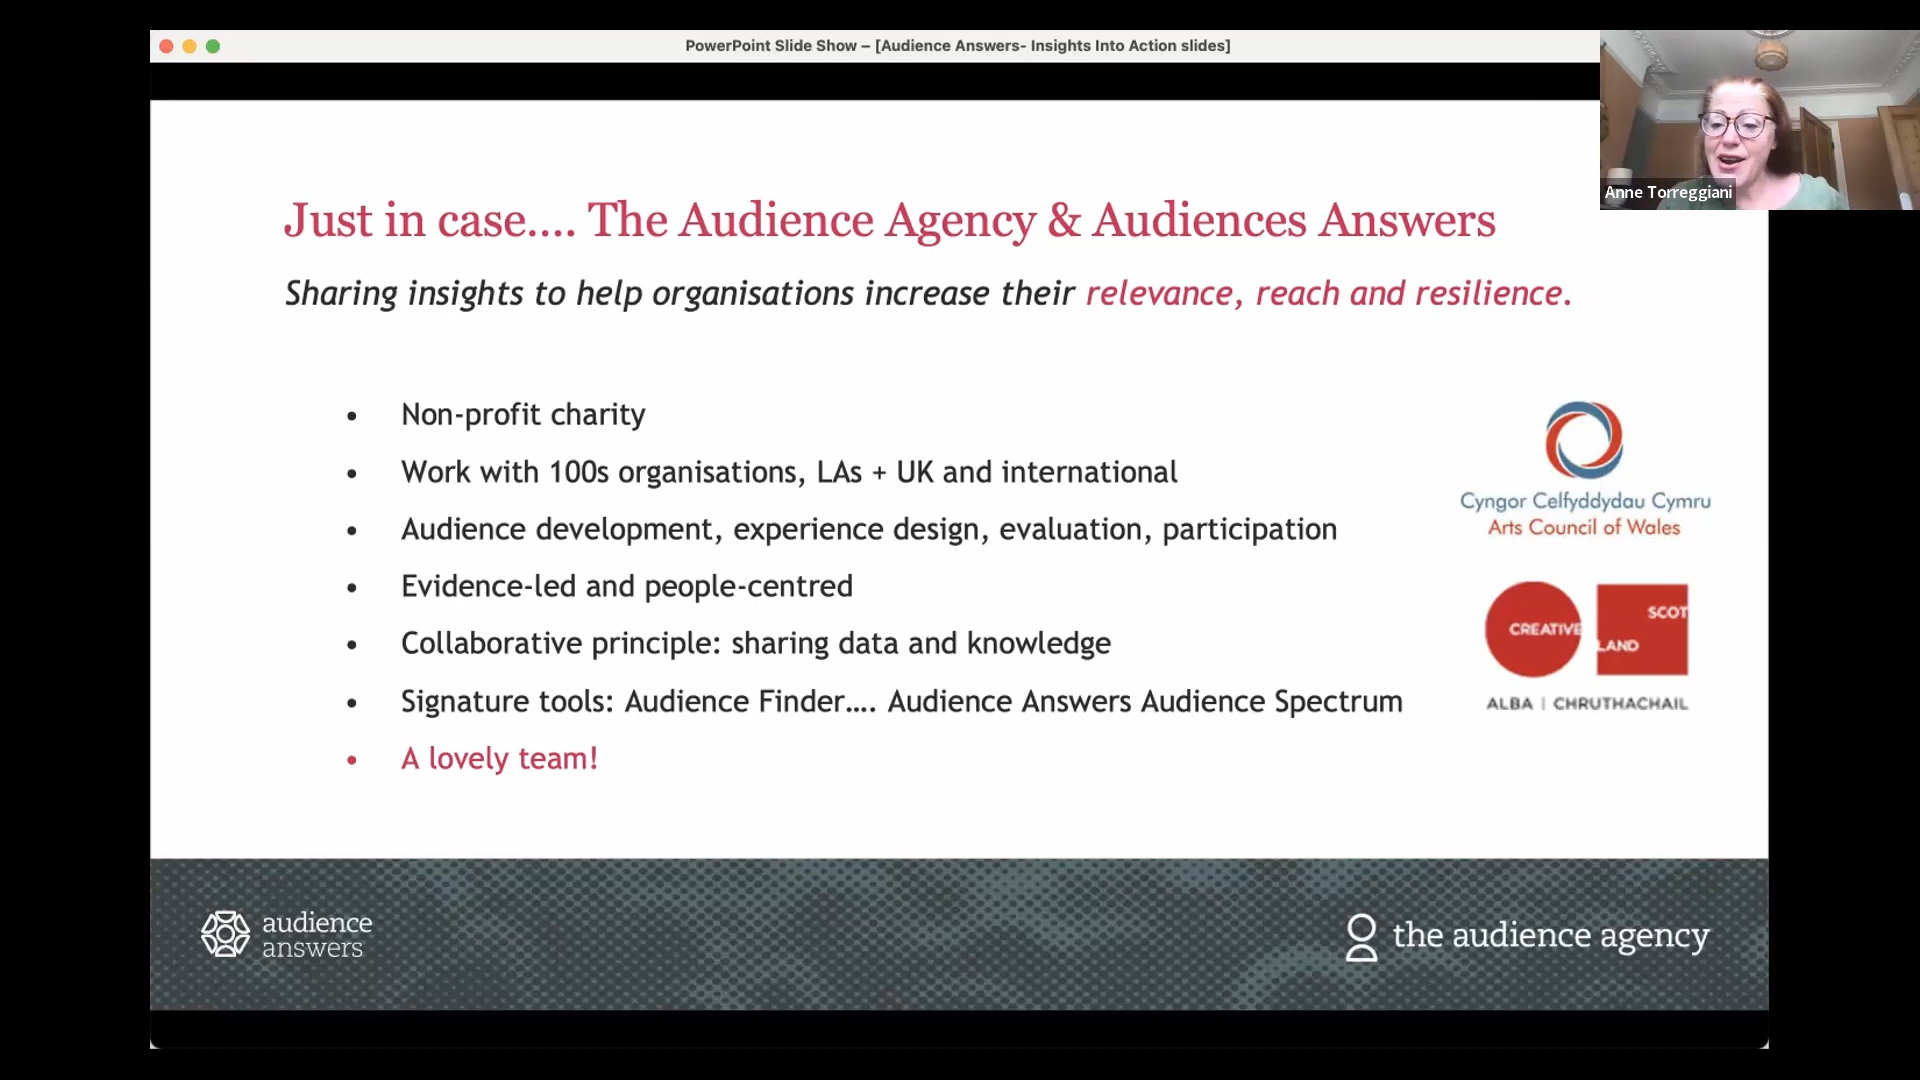 PowerPoint Slide Show – [Audience Answers- Insights Into Action slides]
Anne Torreggiani
Just in case.... The Audience Agency & Audiences Answers
Sharing insights to help organisations increase their relevance, reach and resilience.
• Non-profit charity
• Work with 100s organisations, LAs + UK and international
• Audience development, experience design, evaluation, participation
• Evidence-led and people-centred
• Collaborative principle: sharing data and knowledge
• Signature tools: Audience Finder…. Audience Answers Audience Spectrum
• A lovely team!
Cyngor Celfyddydau Cymru
Arts Council of Wales
CREATIVE
SCOT
LAND
ALBA | CHRUTHACHAIL
audience
answers
the audience agency